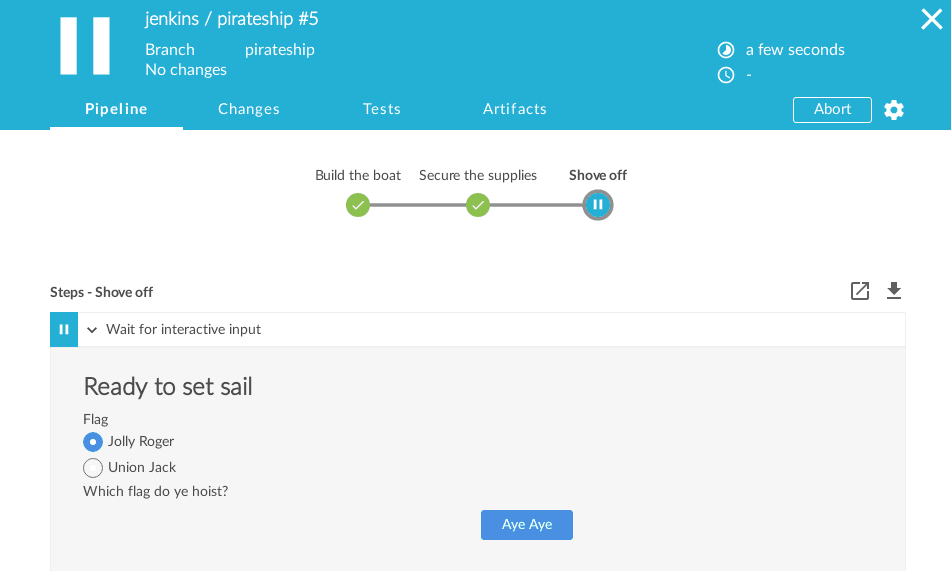 jenkins / pirateship #5
Branch pirateship
No changes
a few seconds
-
Pipeline Changes Tests Artifacts Abort
Build the boat Secure the supplies Shove off
Steps - Shove off
Wait for interactive input
Ready to set sail
Flag
Jolly Roger
Union Jack
Which flag do ye hoist?
Aye Aye